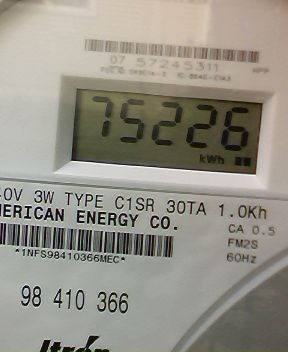 07 57245311
75226
kWh
0V 3W TYPE C1SR 30TA 1.0Kh
MERICAN ENERGY CO.
CA 0.5
FM2S
*1NFS98410366MEC*
60Hz
98 410 366
Itrón